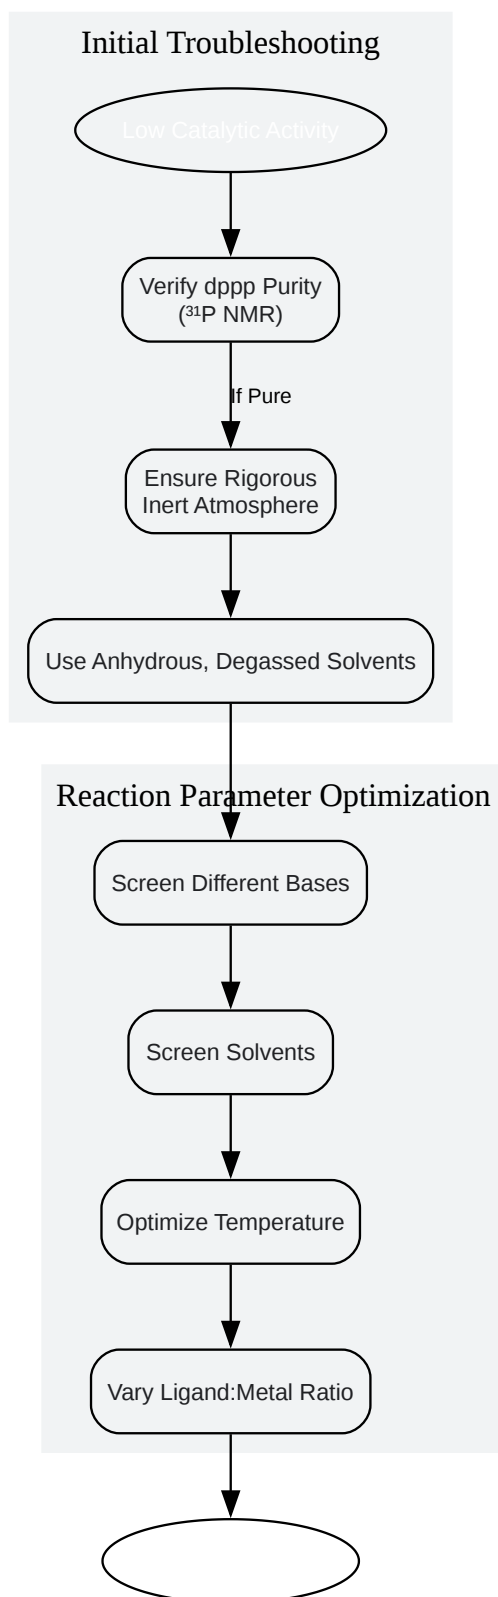 Initial Troubleshooting
Low Catalytic Activity
Verify dppp Purity
(³¹P NMR)
If Pure
Ensure Rigorous
Inert Atmosphere
Use Anhydrous, Degassed Solvents
Reaction Parameter Optimization
Screen Different Bases
Screen Solvents
Optimize Temperature
Vary Ligand:Metal Ratio